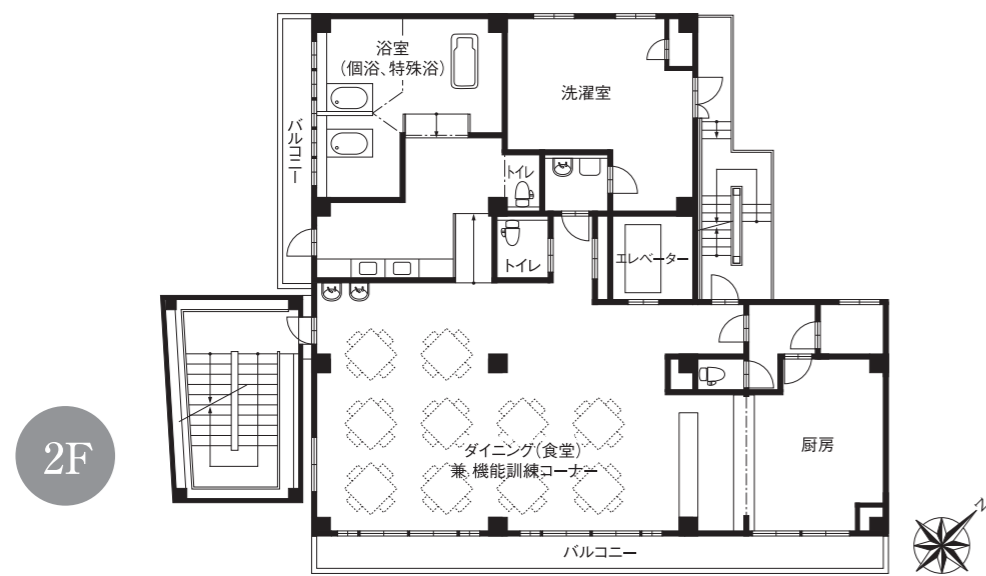 浴室
（個浴、特殊浴）
洗濯室
バルコニー
トイレ
トイレ
エレベーター
2F
ダイニング（食堂）
兼 機能訓練コーナー
厨房
バルコニー
N